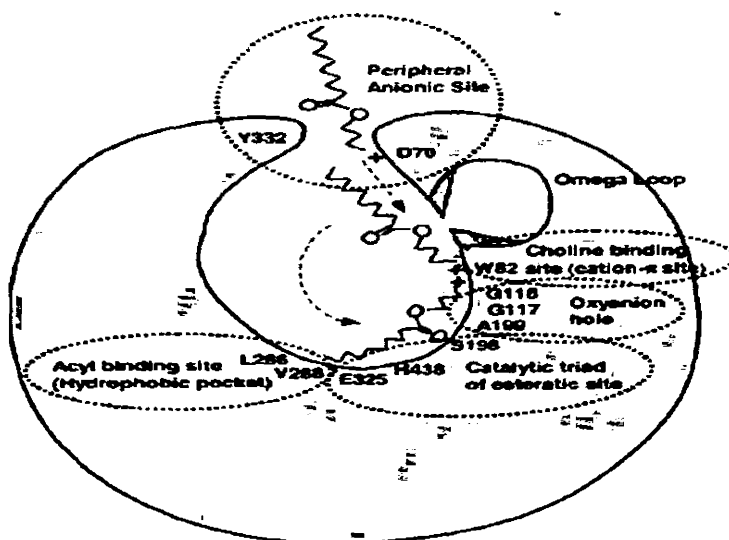 Peripheral
Anionic Site
Y332
D70
Omega Loop
Choline binding
W82 site (cation-π site)
G116
Oxyanion
G117
hole
A199
S198
L286
Acyl binding site
V288
(Hydrophobic pocket)
E325
H438
Catalytic triad
of esteratic site